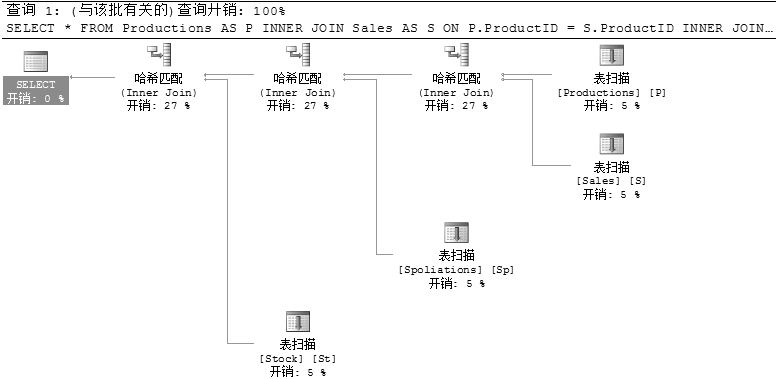 查询 1: (与该批有关的)查询开销: 100%
SELECT * FROM Productions AS P INNER JOIN Sales AS S ON P.ProductID = S.ProductID INNER JOIN…
SELECT
开销: 0 %
哈希匹配
(Inner Join)
开销: 27 %
哈希匹配
(Inner Join)
开销: 27 %
哈希匹配
(Inner Join)
开销: 27 %
表扫描
[Productions] [P]
开销: 5 %
表扫描
[Sales] [S]
开销: 5 %
表扫描
[Spoliations] [Sp]
开销: 5 %
表扫描
[Stock] [St]
开销: 5 %